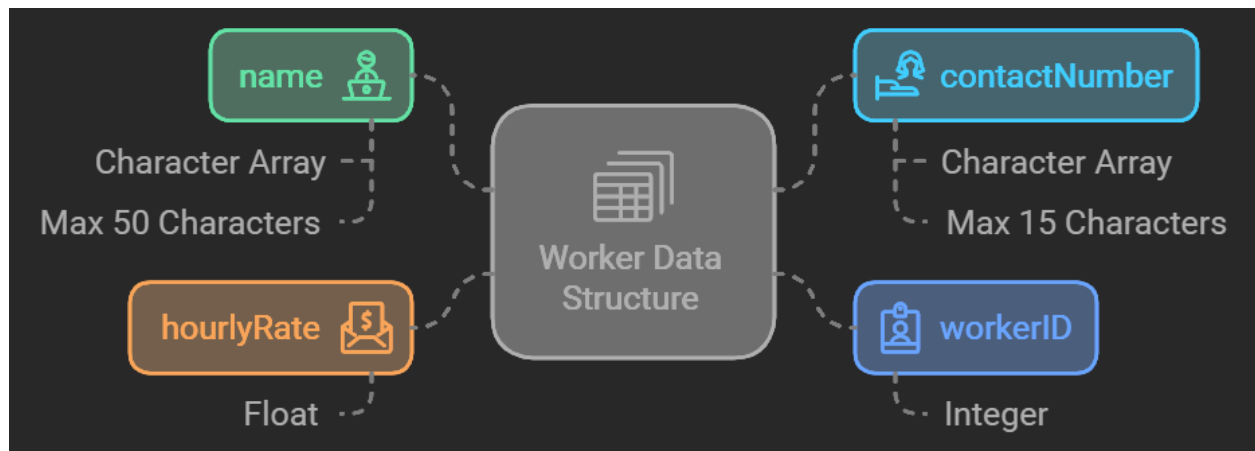 name
Character Array
Max 50 Characters
hourlyRate
$
Float
Worker Data
Structure
contactNumber
Character Array
Max 15 Characters
workerID
Integer